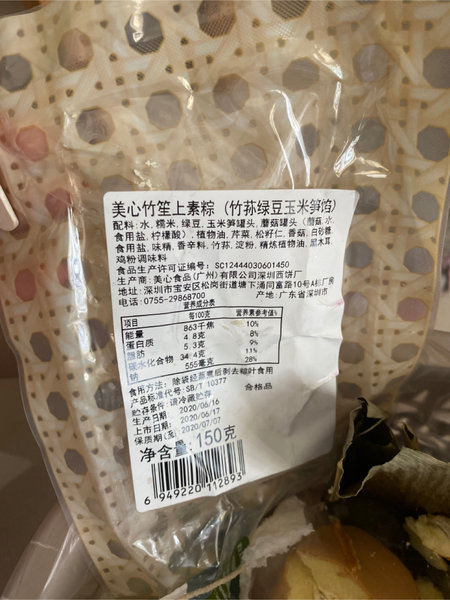 美心竹笙上素粽（竹荪绿豆玉米笋馅）
配料:水,糯米,绿豆,玉米笋罐头,蘑菇罐头（蘑菇,水,
食用盐,柠檬酸）,植物油,芹菜,松籽仁,香菇,白砂糖,
食用盐,味精,香辛料,竹荪,淀粉,精炼植物油,黑木耳,
鸡粉调味料
食品生产许可证编号: SC12444030601450
生产商: 美心食品(广州)有限公司深圳西饼厂
地址:深圳市宝安区松岗街道塘下涌同富路10号A栋厂房
电话:0755-29868700 产地:广东省深圳市
营养成分表
项目 每100克 营养素参考值%
能量 863千焦 10%
蛋白质 4.8克 8%
脂肪 5.3克 9%
碳水化合物 34.4克 11%
钠 555毫克 28%
食用方法: 除袋经蒸煮后剥去粽叶食用
产品标准代号:SB/T 10377 合格品
贮存条件:请冷藏贮存
生产日期: 2020/06/16
上市日期: 2020/06/17
保质期(至): 2020/07/07
净含量:150克
6 949220 112893